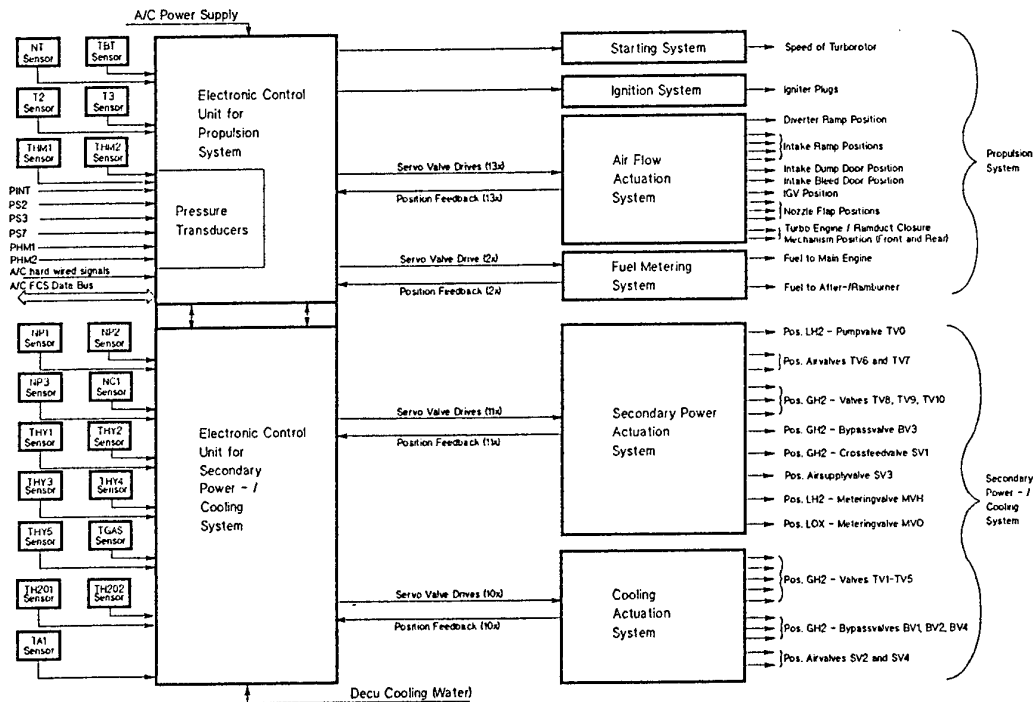 A/C Power Supply
NT Sensor
TBT Sensor
T2 Sensor
T3 Sensor
THM1 Sensor
THM2 Sensor
PINT
PS2
PS3
PS7
PHM1
PHM2
A/C hard wired signals
A/C FCS Data Bus
Electronic Control
Unit for
Propulsion
System
Pressure
Transducers
Servo Valve Drives (13x)
Position Feedback (13x)
Servo Valve Drive (2x)
Position Feedback (2x)
Starting System
Ignition System
Air Flow
Actuation
System
Fuel Metering
System
Speed of Turborotor
Igniter Plugs
Diverter Ramp Position
Intake Ramp Positions
Intake Dump Door Position
Intake Bleed Door Position
IGV Position
Nozzle Flap Positions
Turbo Engine / Ramduct Closure
Mechanism Position (Front and Rear)
Fuel to Main Engine
Fuel to After-/Ramburner
Propulsion
System
NP1 Sensor
NP2 Sensor
NP3 Sensor
NC1 Sensor
THY1 Sensor
THY2 Sensor
THY3 Sensor
THY4 Sensor
THY5 Sensor
TGAS Sensor
TH201 Sensor
TH202 Sensor
TA1 Sensor
Electronic Control
Unit for
Secondary
Power - /
Cooling
System
Servo Valve Drives (11x)
Position Feedback (11x)
Servo Valve Drives (10x)
Position Feedback (10x)
Secondary Power
Actuation
System
Cooling
Actuation
System
Pos. LH2 - Pumpvalve TV0
Pos. Airvalves TV6 and TV7
Pos. GH2 - Valves TV8, TV9, TV10
Pos. GH2 - Bypassvalve BV3
Pos. GH2 - Crossfeedvalve SV1
Pos. Airsupplyvalve SV3
Pos. LH2 - Meteringvalve MVH
Pos. LOX - Meteringvalve MVO
Pos. GH2 - Valves TV1-TV5
Pos. GH2 - Bypassvalves BV1, BV2, BV4
Pos. Airvalves SV2 and SV4
Secondary
Power - /
Cooling
System
Decu Cooling (Water)